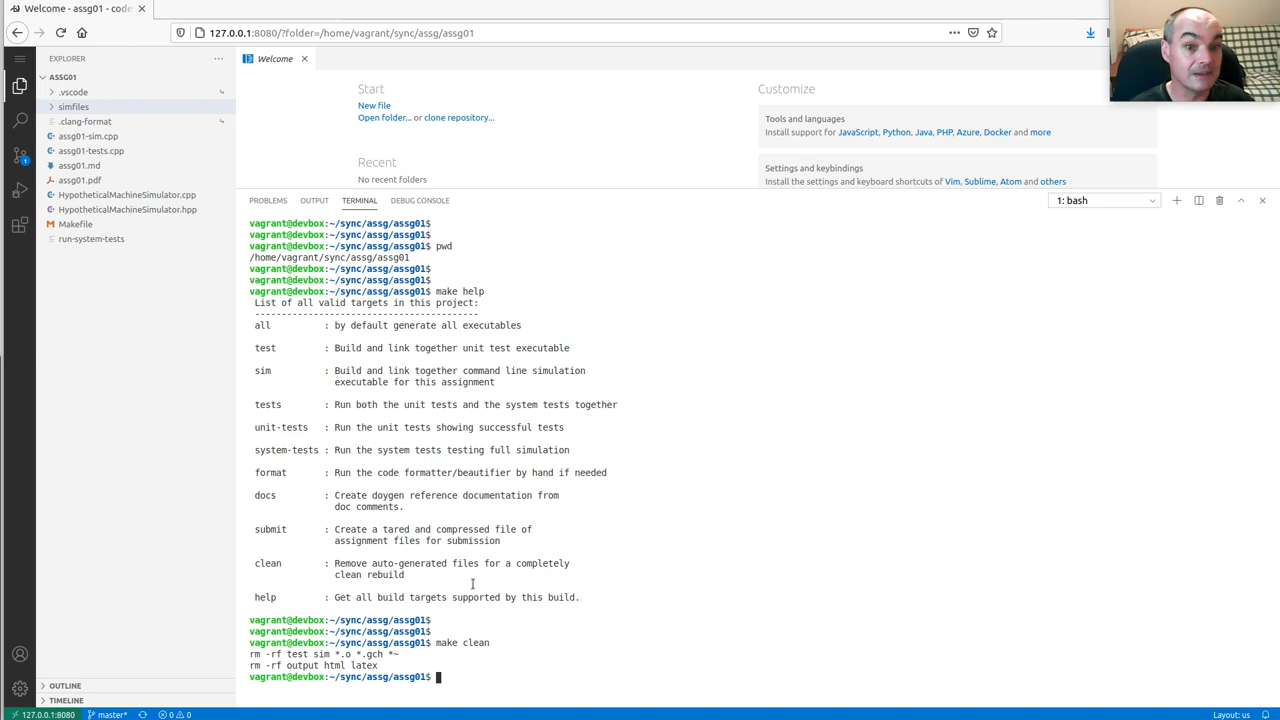 Welcome - assg01 - code
127.0.0.1:8080/?folder=/home/vagrant/sync/assg/assg01
EXPLORER
ASSG01
.vscode
simfiles
.clang-format
assg01-sim.cpp
assg01-tests.cpp
assg01.md
assg01.pdf
HypotheticalMachineSimulator.cpp
HypotheticalMachineSimulator.hpp
Makefile
run-system-tests
OUTLINE
TIMELINE
Welcome
Start
New file
Open folder... or clone repository...
Recent
No recent folders
Customize
Tools and languages
Install support for JavaScript, Python, Java, PHP, Azure, Docker and more
Settings and keybindings
Install the settings and keyboard shortcuts of Vim, Sublime, Atom and others
PROBLEMS OUTPUT TERMINAL DEBUG CONSOLE
1: bash
vagrant@devbox:~/sync/assg/assg01$
vagrant@devbox:~/sync/assg/assg01$
vagrant@devbox:~/sync/assg/assg01$ pwd
/home/vagrant/sync/assg/assg01
vagrant@devbox:~/sync/assg/assg01$
vagrant@devbox:~/sync/assg/assg01$
vagrant@devbox:~/sync/assg/assg01$ make help
List of all valid targets in this project:
------------------------------------------
all : by default generate all executables
test : Build and link together unit test executable
sim : Build and link together command line simulation
executable for this assignment
tests : Run both the unit tests and the system tests together
unit-tests : Run the unit tests showing successful tests
system-tests : Run the system tests testing full simulation
format : Run the code formatter/beautifier by hand if needed
docs : Create doygen reference documentation from
doc comments.
submit : Create a tared and compressed file of
assignment files for submission
clean : Remove auto-generated files for a completely
clean rebuild
help : Get all build targets supported by this build.
vagrant@devbox:~/sync/assg/assg01$
vagrant@devbox:~/sync/assg/assg01$
vagrant@devbox:~/sync/assg/assg01$ make clean
rm -rf test sim *.o *.gch *~
rm -rf output html latex
vagrant@devbox:~/sync/assg/assg01$
127.0.0.1:8080 master* 0 0
Layout: us